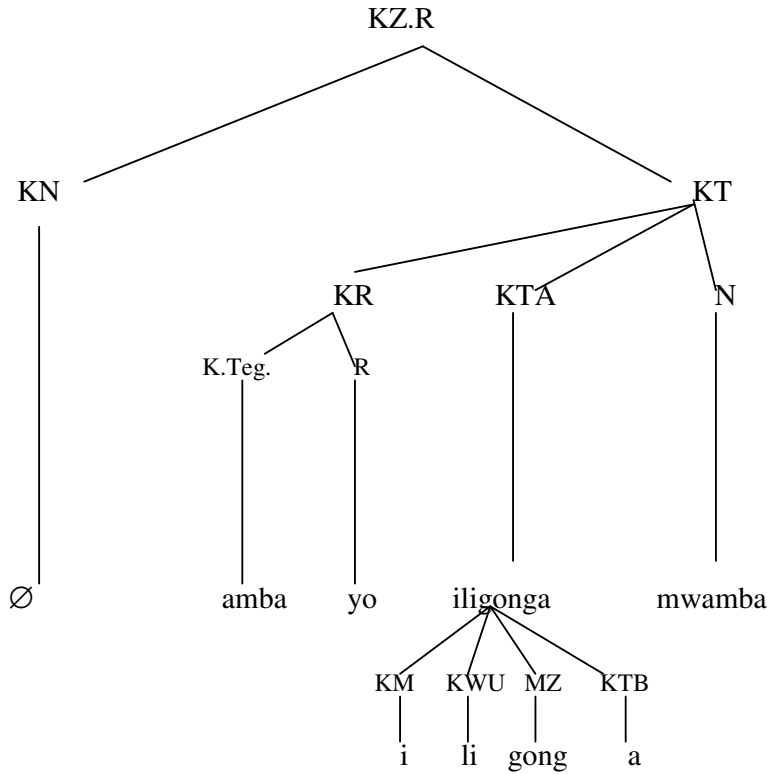 KZ.R
KN KT
KR KTA N
K.Teg. R
∅ amba yo iligonga mwamba
KM KWU MZ KTB
i li gong a